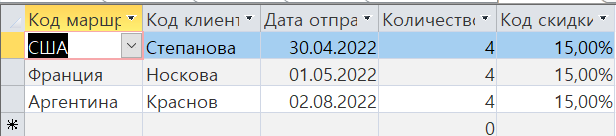 Код маршр Код клиент Дата отпра Количество Код скидки
США Степанова 30.04.2022 4 15,00%
Франция Носкова 01.05.2022 4 15,00%
Аргентина Краснов 02.08.2022 4 15,00%
0